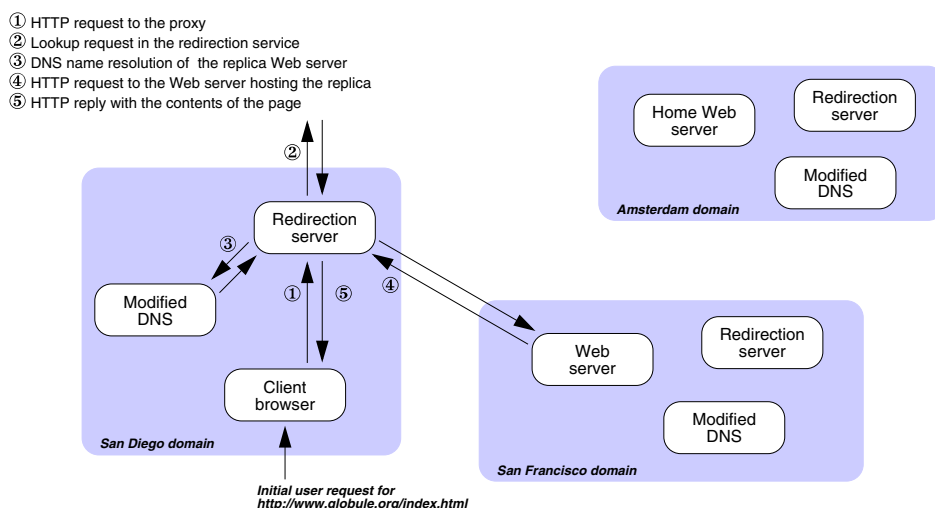 ① HTTP request to the proxy
② Lookup request in the redirection service
③ DNS name resolution of the replica Web server
④ HTTP request to the Web server hosting the replica
⑤ HTTP reply with the contents of the page
Home Web
server
Redirection
server
Modified
DNS
Amsterdam domain
②
Redirection
server
③
Modified
DNS
①
⑤
④
Client
browser
San Diego domain
Web
server
Redirection
server
Modified
DNS
San Francisco domain
Initial user request for
http://www.globule.org/index.html